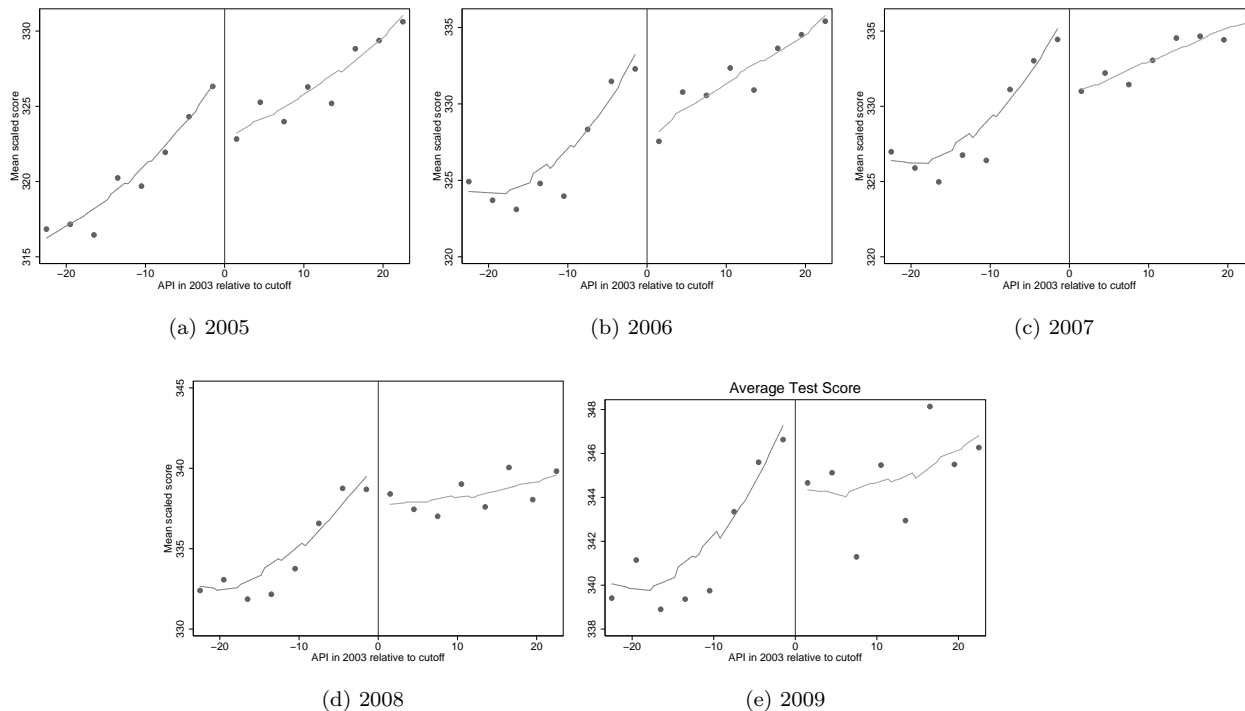 Mean scaled score
315 320 325 330
−20 −10 0 10 20
API in 2003 relative to cutoff
(a) 2005
Mean scaled score
320 325 330 335
−20 −10 0 10 20
API in 2003 relative to cutoff
(b) 2006
Mean scaled score
320 325 330 335
−20 −10 0 10 20
API in 2003 relative to cutoff
(c) 2007
Mean scaled score
330 335 340 345
−20 −10 0 10 20
API in 2003 relative to cutoff
(d) 2008
Average Test Score
338 340 342 344 346 348
−20 −10 0 10 20
API in 2003 relative to cutoff
(e) 2009